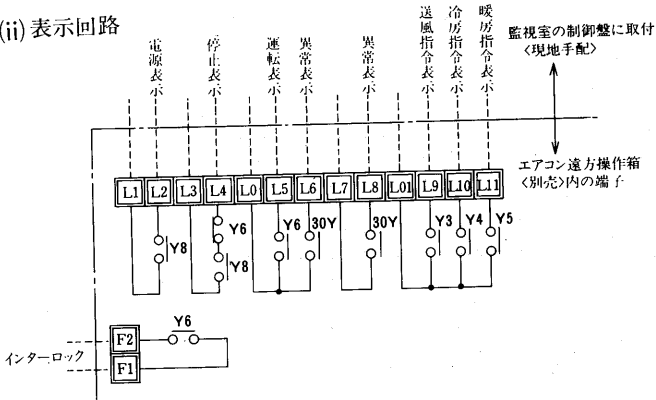 (ii) 表示回路
電源表示
停止表示
運転表示
異常表示
異常表示
送風指令表示
冷房指令表示
暖房指令表示
監視室の制御盤に取付
〈現地手配〉
エアコン遠方操作箱
〈別売〉内の端子
L1 L2 L3 L4 L0 L5 L6 L7 L8 L01 L9 L10 L11
Y8
Y6
Y8
Y6
30Y
30Y
Y3
Y4
Y5
Y6
F2
インターロック
F1